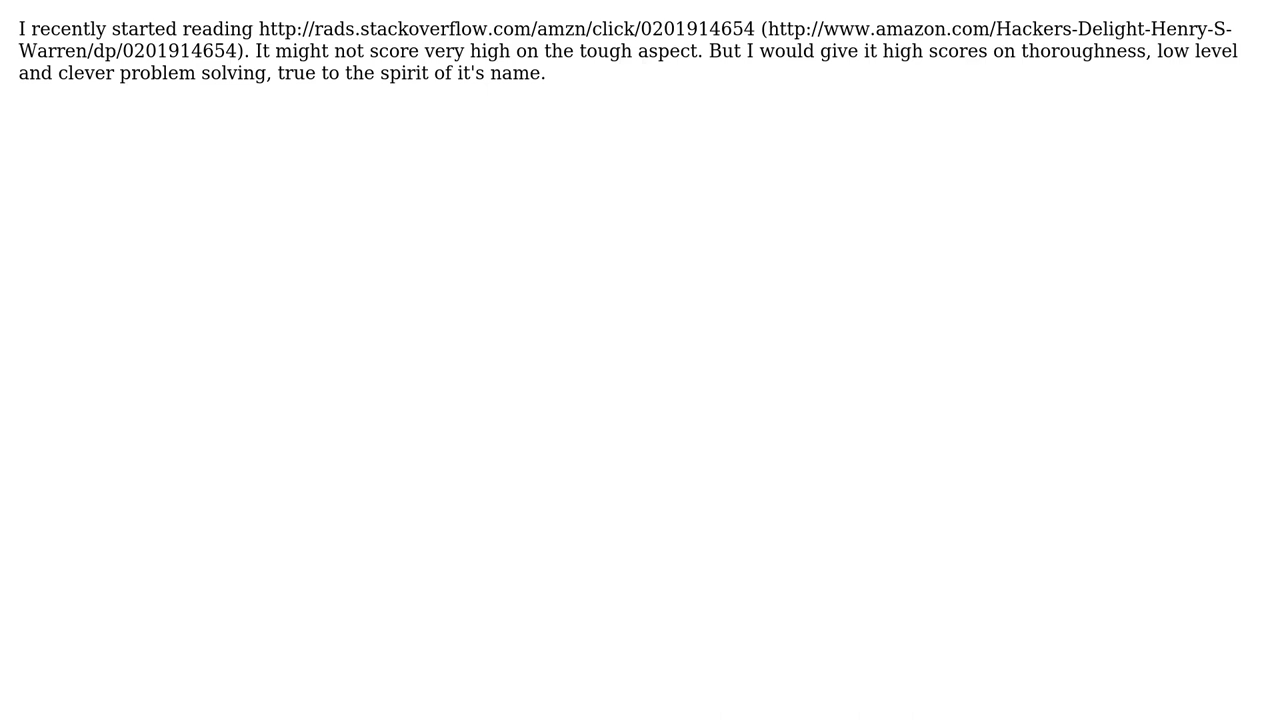 I recently started reading http://rads.stackoverflow.com/amzn/click/0201914654 (http://www.amazon.com/Hackers-Delight-Henry-S-
Warren/dp/0201914654). It might not score very high on the tough aspect. But I would give it high scores on thoroughness, low level
and clever problem solving, true to the spirit of it's name.